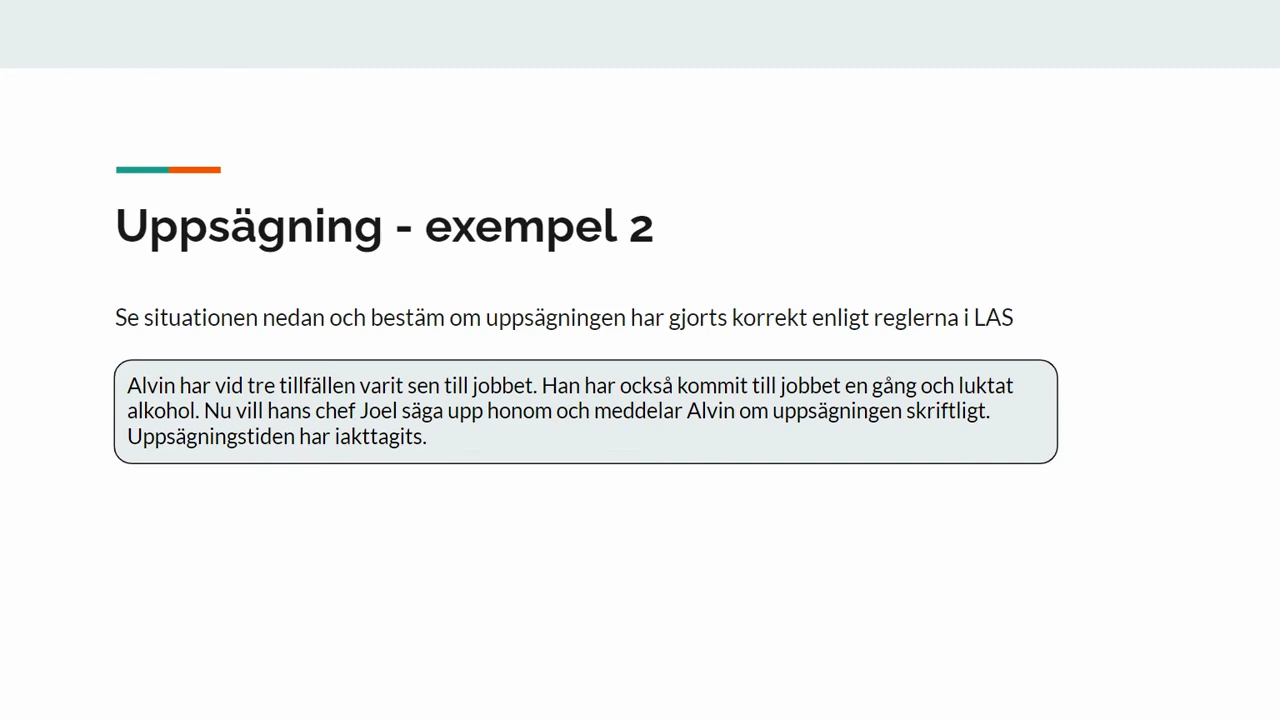 Uppsägning - exempel 2
Se situationen nedan och bestäm om uppsägningen har gjorts korrekt enligt reglerna i LAS
Alvin har vid tre tillfällen varit sen till jobbet. Han har också kommit till jobbet en gång och luktat
alkohol. Nu vill hans chef Joel säga upp honom och meddelar Alvin om uppsägningen skriftligt.
Uppsägningstiden har iakttagits.